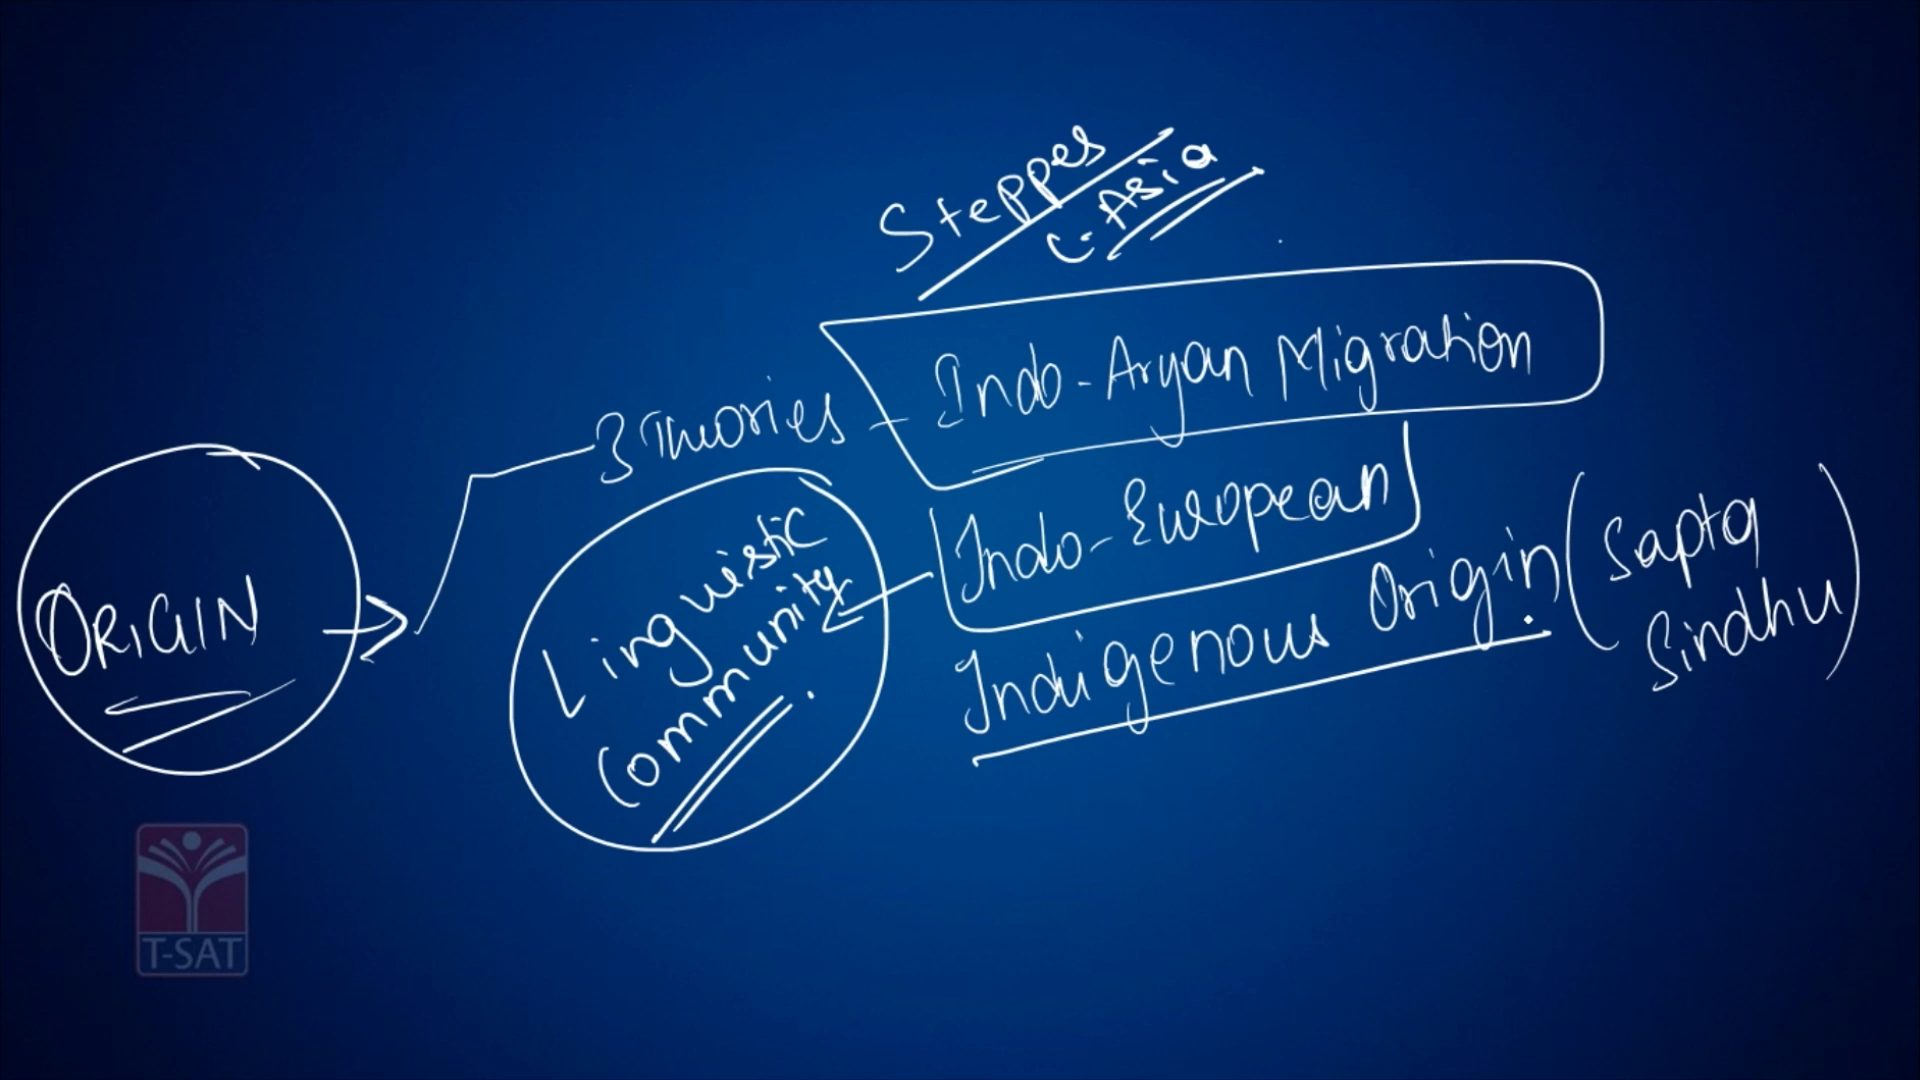 Steppes
C. Asia
3 Theories - Indo-Aryan Migration
Indo-European
Indigenous Origin (Sapta
Sindhu)
Linguistic
Community.
ORIGIN
T-SAT